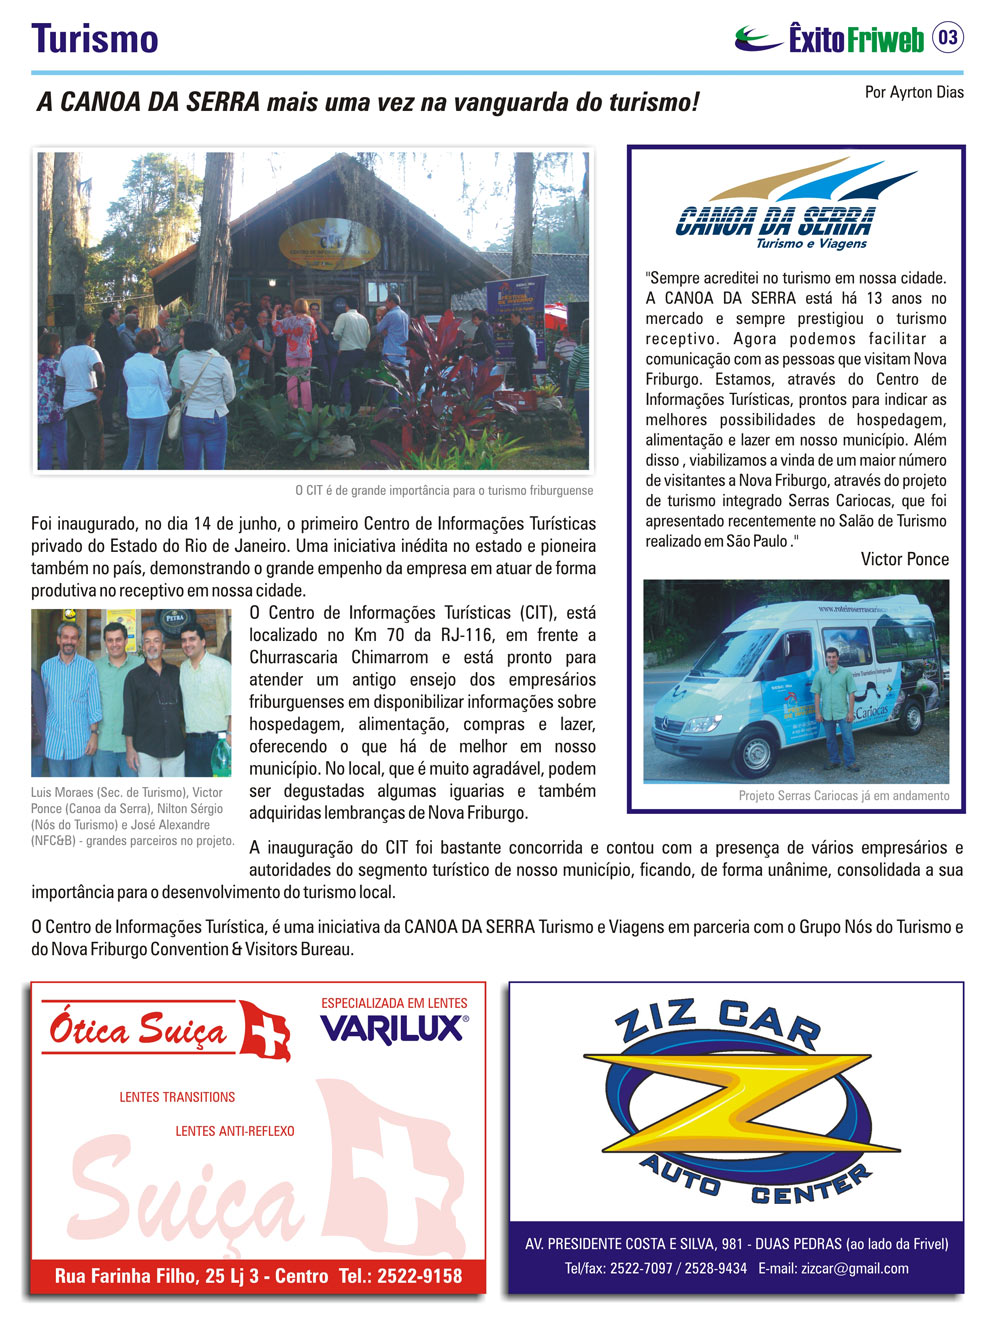 Turismo
ÊxitoFriweb 03
A CANOA DA SERRA mais uma vez na vanguarda do turismo!
Por Ayrton Dias
O CIT é de grande importância para o turismo friburguense
Foi inaugurado, no dia 14 de junho, o primeiro Centro de Informações Turísticas
privado do Estado do Rio de Janeiro. Uma iniciativa inédita no estado e pioneira
também no país, demonstrando o grande empenho da empresa em atuar de forma
produtiva no receptivo em nossa cidade.
PETRA
Luis Moraes (Sec. de Turismo), Victor
Ponce (Canoa da Serra), Nilton Sérgio
(Nós do Turismo) e José Alexandre
(NFC&B) - grandes parceiros no projeto.
O Centro de Informações Turísticas (CIT), está
localizado no Km 70 da RJ-116, em frente a
Churrascaria Chimarrom e está pronto para
atender um antigo ensejo dos empresários
friburguenses em disponibilizar informações sobre
hospedagem, alimentação, compras e lazer,
oferecendo o que há de melhor em nosso
município. No local, que é muito agradável, podem
ser degustadas algumas iguarias e também
adquiridas lembranças de Nova Friburgo.
A inauguração do CIT foi bastante concorrida e contou com a presença de vários empresários e
autoridades do segmento turístico de nosso município, ficando, de forma unânime, consolidada a sua
importância para o desenvolvimento do turismo local.
O Centro de Informações Turística, é uma iniciativa da CANOA DA SERRA Turismo e Viagens em parceria com o Grupo Nós do Turismo e
do Nova Friburgo Convention & Visitors Bureau.
CANOA DA SERRA
Turismo e Viagens
"Sempre acreditei no turismo em nossa cidade.
A CANOA DA SERRA está há 13 anos no
mercado e sempre prestigiou o turismo
receptivo. Agora podemos facilitar a
comunicação com as pessoas que visitam Nova
Friburgo. Estamos, através do Centro de
Informações Turísticas, prontos para indicar as
melhores possibilidades de hospedagem,
alimentação e lazer em nosso município. Além
disso , viabilizamos a vinda de um maior número
de visitantes a Nova Friburgo, através do projeto
de turismo integrado Serras Cariocas, que foi
apresentado recentemente no Salão de Turismo
realizado em São Paulo ."
Victor Ponce
Projeto Serras Cariocas já em andamento
Ótica Suiça
ESPECIALIZADA EM LENTES
VARILUX®
LENTES TRANSITIONS
LENTES ANTI-REFLEXO
Suiça
Rua Farinha Filho, 25 Lj 3 - Centro Tel.: 2522-9158
ZIZ CAR
AUTO CENTER
AV. PRESIDENTE COSTA E SILVA, 981 - DUAS PEDRAS (ao lado da Frivel)
Tel/fax: 2522-7097 / 2528-9434 E-mail: zizcar@gmail.com